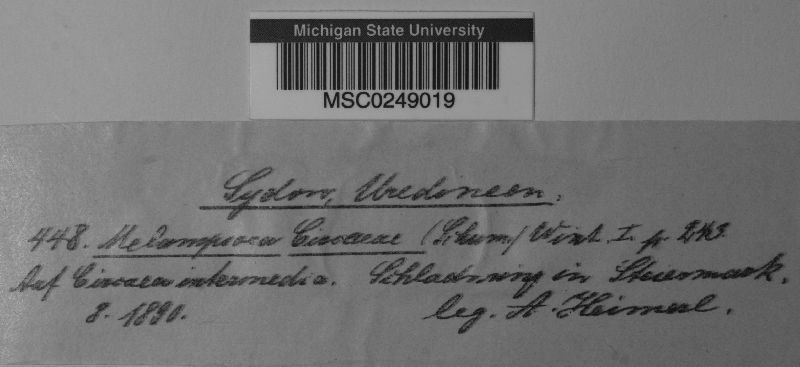 Michigan State University
MSC0249019
Sydow, Uredineen.
448. Melampsora Circaeae (Schum) Wint. I. p. 243.
Auf Circaea intermedia. Schladming in Steiermark.
8. 1890. leg. A. Heimerl.